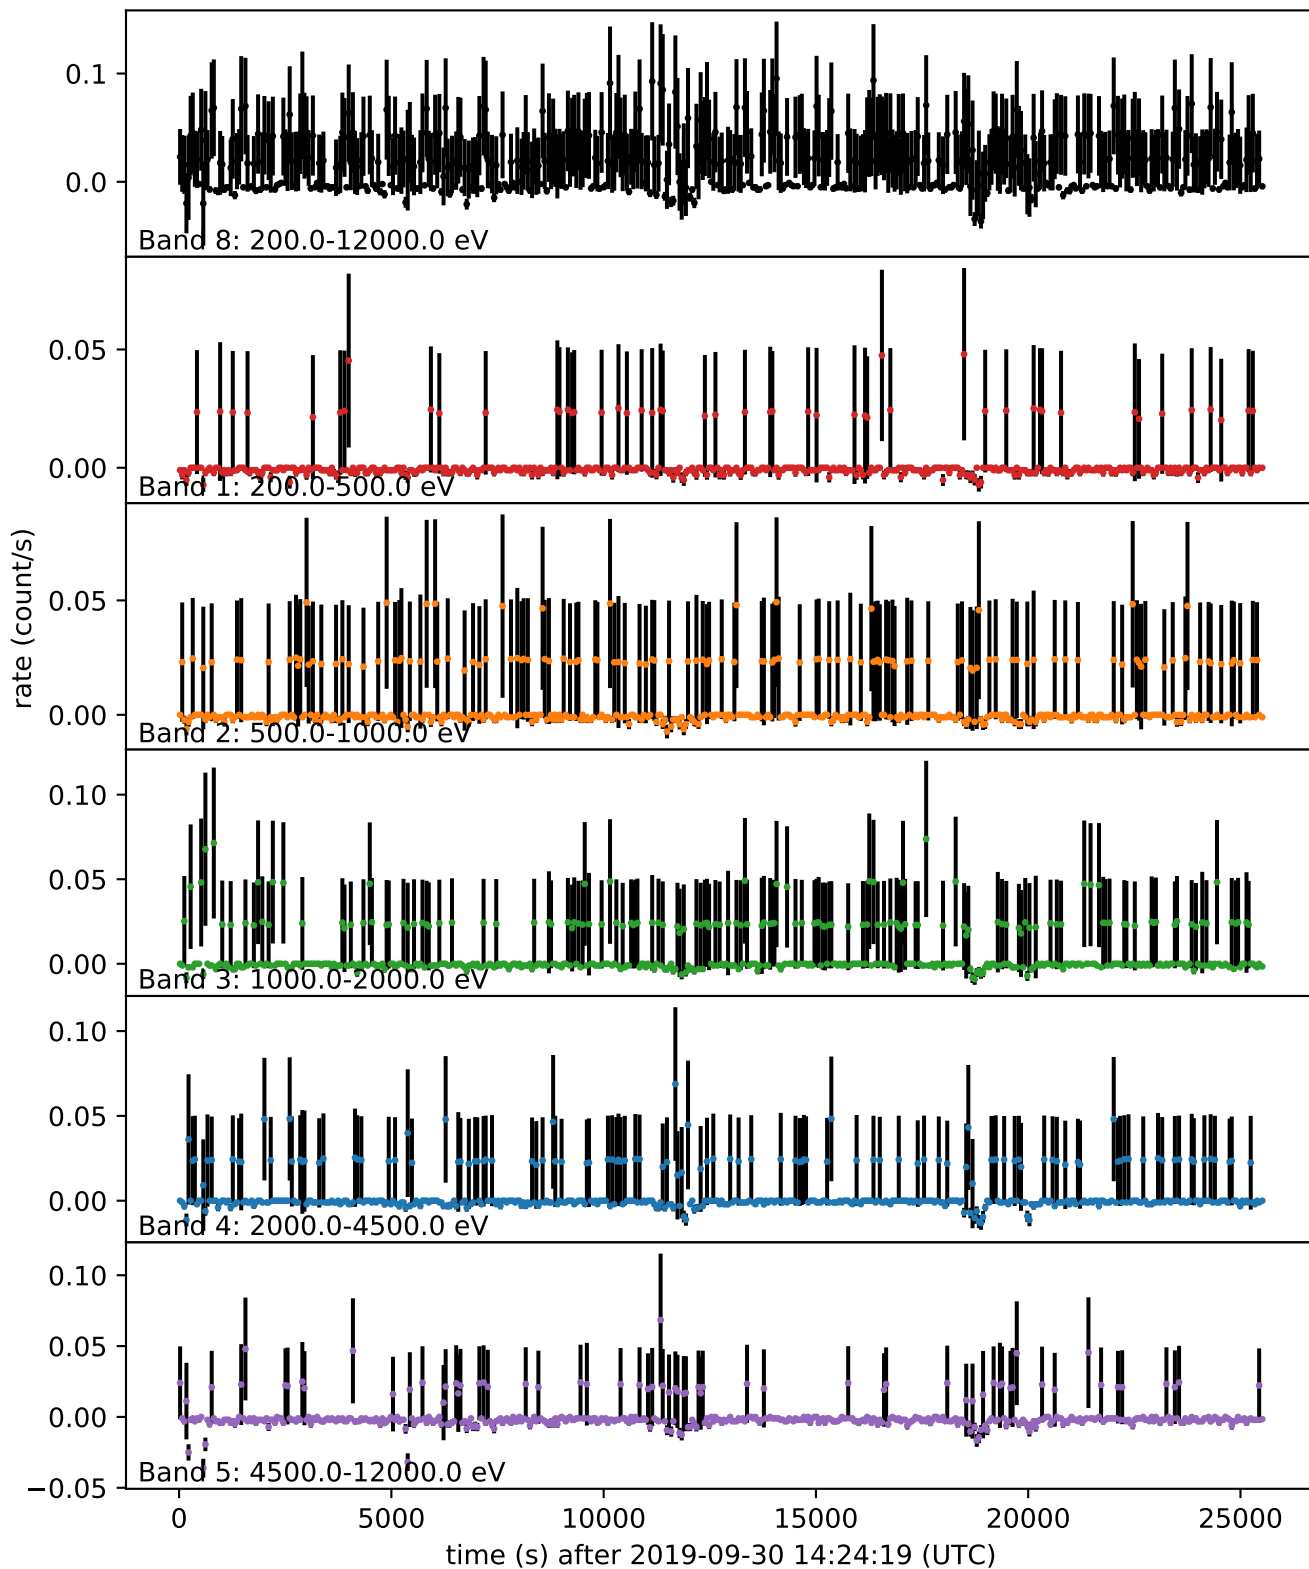 0.1
0.0
Band 8: 200.0-12000.0 eV
0.05
0.00
Band 1: 200.0-500.0 eV
0.05
0.00
Band 2: 500.0-1000.0 eV
rate (count/s)
0.10
0.05
0.00
Band 3: 1000.0-2000.0 eV
0.10
0.05
0.00
Band 4: 2000.0-4500.0 eV
0.10
0.05
0.00
−0.05
Band 5: 4500.0-12000.0 eV
0 5000 10000 15000 20000 25000
time (s) after 2019-09-30 14:24:19 (UTC)